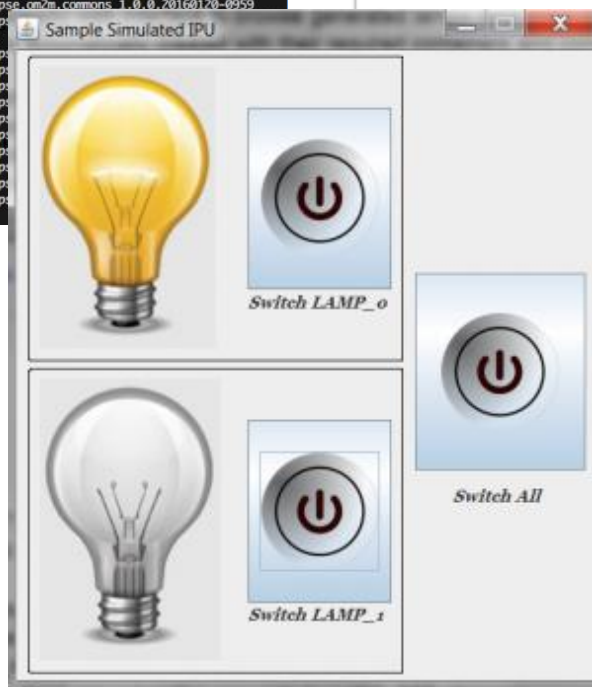 pse.om2m.commons_1.0.0.20160120-0959
Sample Simulated IPU
Switch LAMP_0
Switch All
Switch LAMP_1